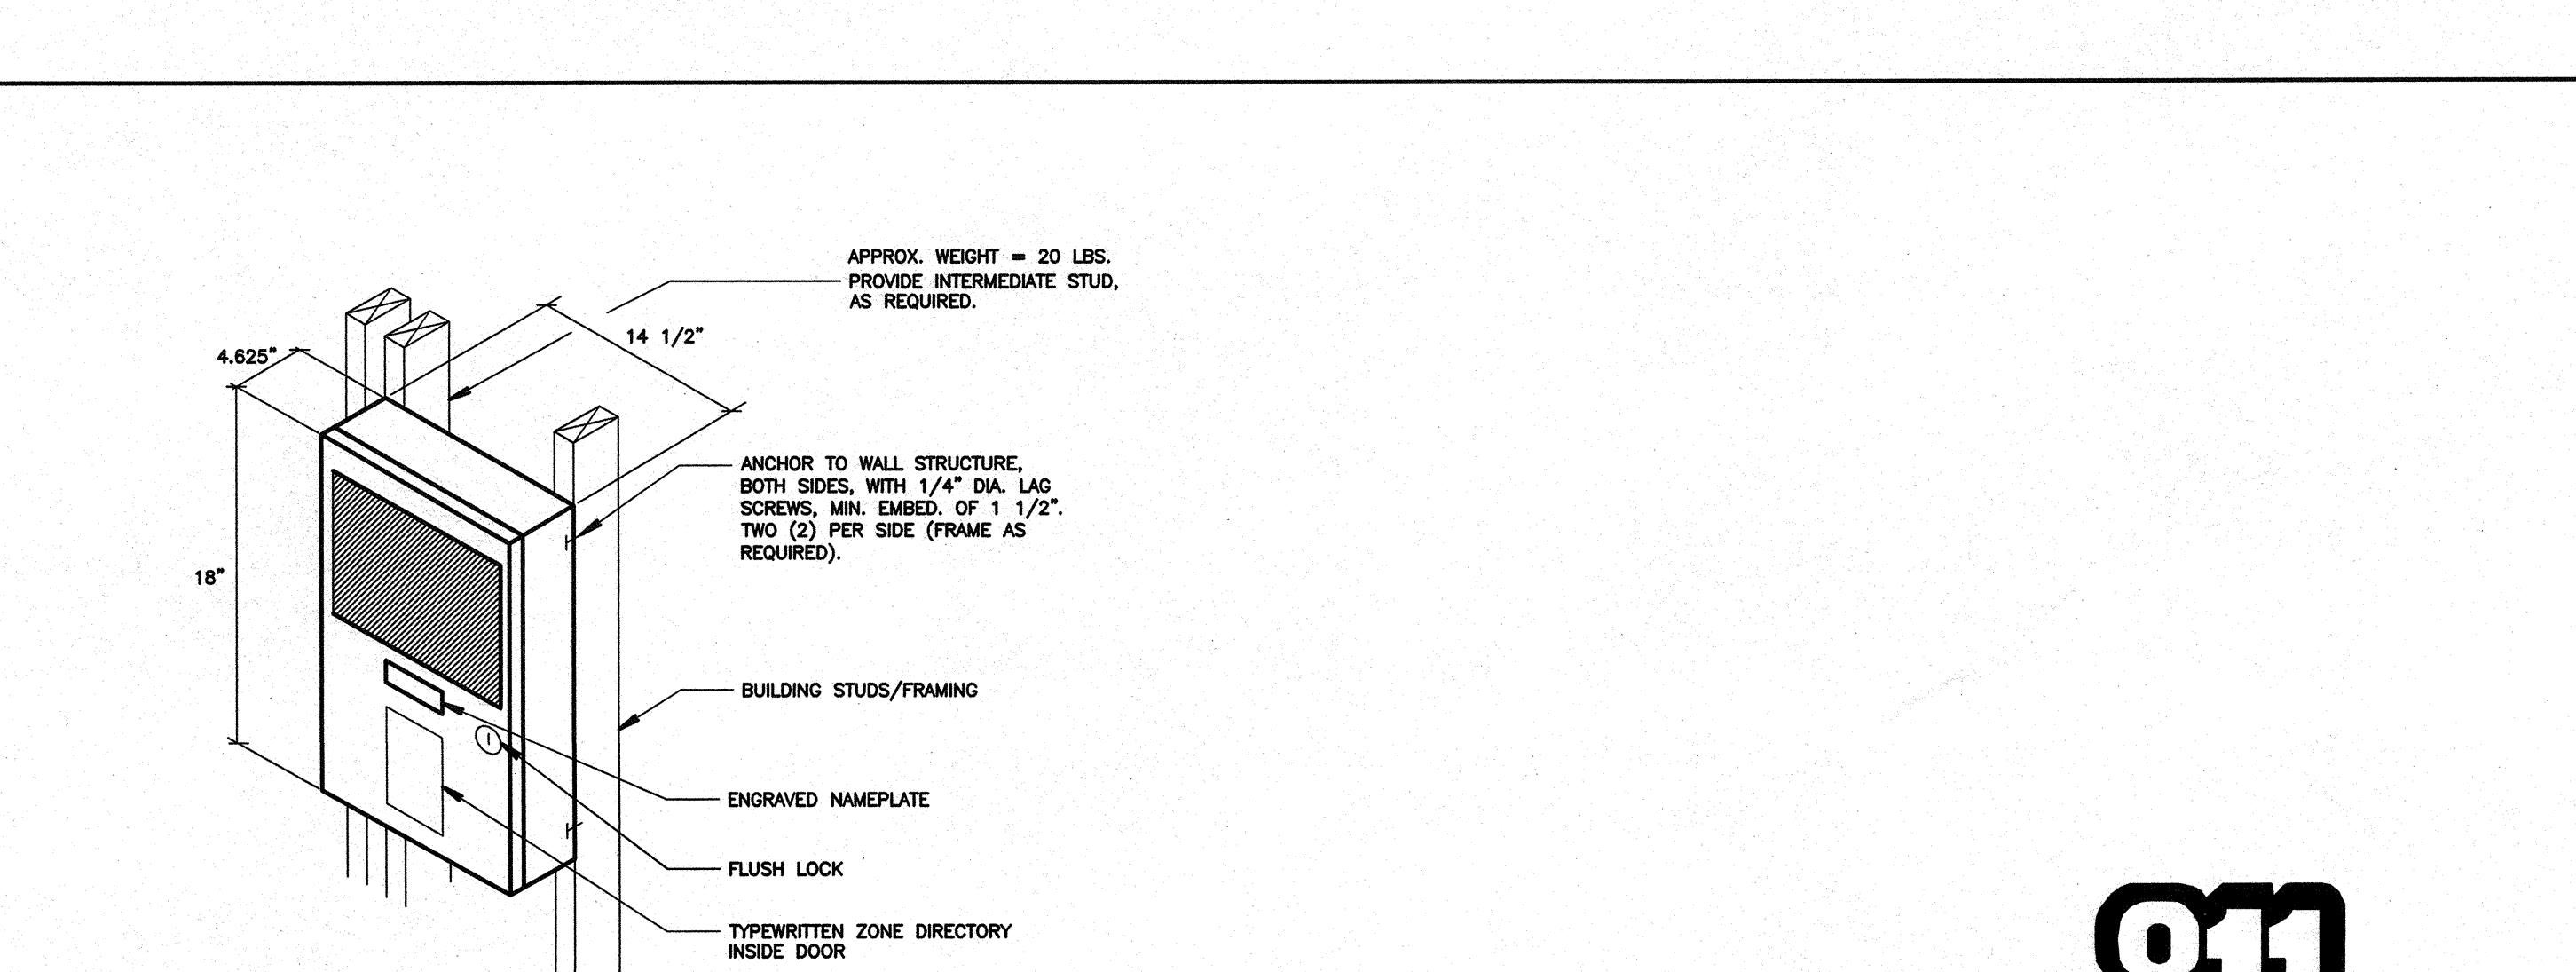 APPROX. WEIGHT = 20 LBS.
PROVIDE INTERMEDIATE STUD,
AS REQUIRED.
14 1/2"
4.625"
ANCHOR TO WALL STRUCTURE,
BOTH SIDES, WITH 1/4" DIA. LAG
SCREWS, MIN. EMBED. OF 1 1/2".
TWO (2) PER SIDE (FRAME AS
REQUIRED).
18"
BUILDING STUDS/FRAMING
ENGRAVED NAMEPLATE
FLUSH LOCK
TYPEWRITTEN ZONE DIRECTORY
INSIDE DOOR